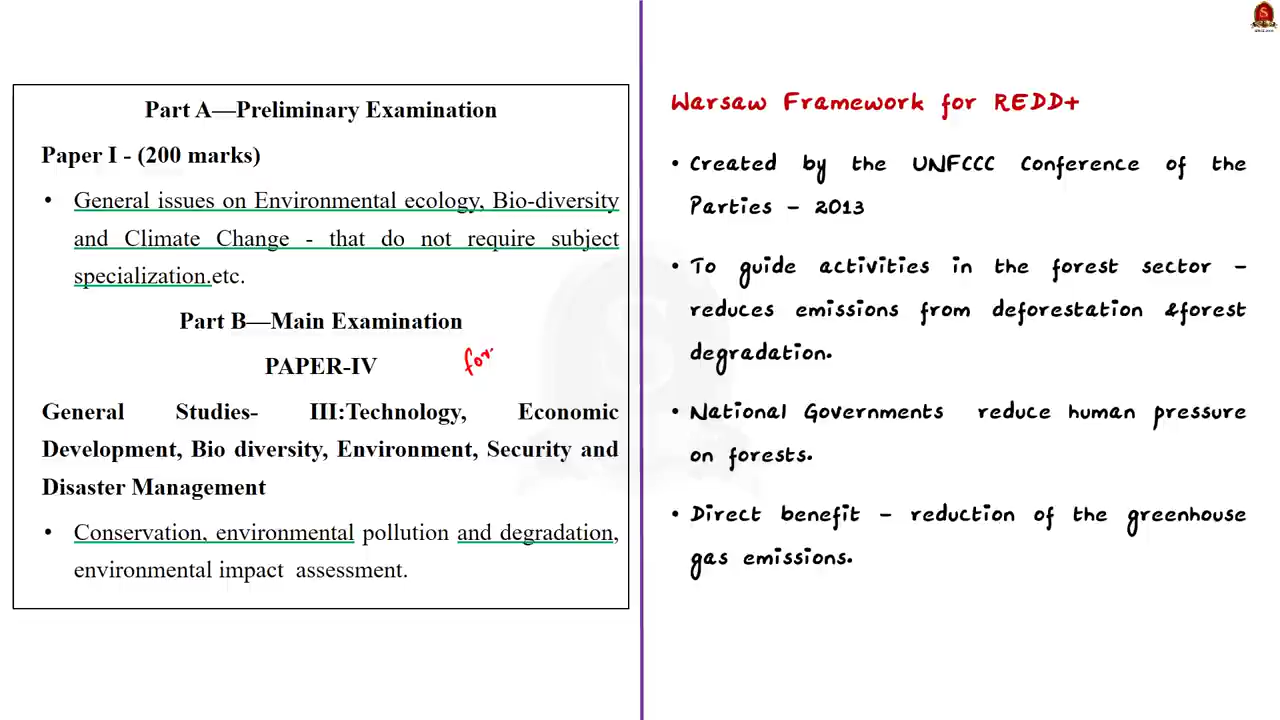 Part A—Preliminary Examination
Paper I - (200 marks)
• General issues on Environmental ecology, Bio-diversity
and Climate Change - that do not require subject
specialization.etc.
Part B—Main Examination
PAPER-IV
for
General Studies- III:Technology, Economic
Development, Bio diversity, Environment, Security and
Disaster Management
• Conservation, environmental pollution and degradation,
environmental impact assessment.
Warsaw Framework for REDD+
• Created by the UNFCCC Conference of the
Parties - 2013
• To guide activities in the forest sector -
reduces emissions from deforestation &forest
degradation.
• National Governments reduce human pressure
on forests.
• Direct benefit - reduction of the greenhouse
gas emissions.